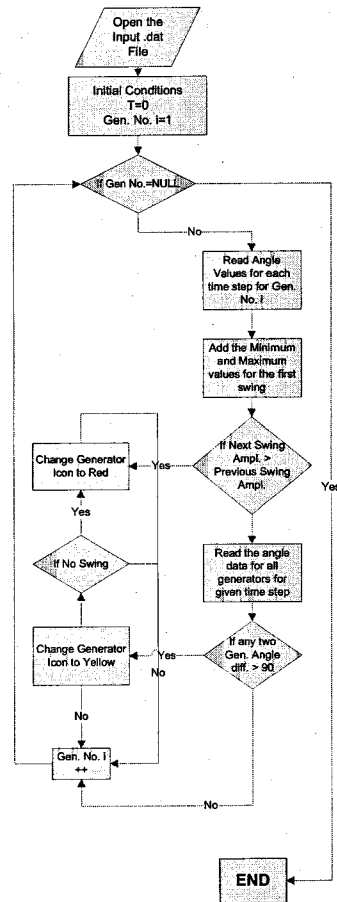 Open the
Input .dat
File
Initial Conditions
T=0
Gen. No. i=1
If Gen No.=NULL
No
Read Angle
Values for each
time step for Gen.
No. i
Add the Minimum
and Maximum
values for the first
swing
If Next Swing
Ampl. >
Previous Swing
Ampl.
Yes
Yes
Change Generator
Icon to Red
Yes
If No Swing
Read the angle
data for all
generators for
given time step
If any two
Gen. Angle
diff. > 90
Yes
Change Generator
Icon to Yellow
No
No
Gen. No. i
++
No
END